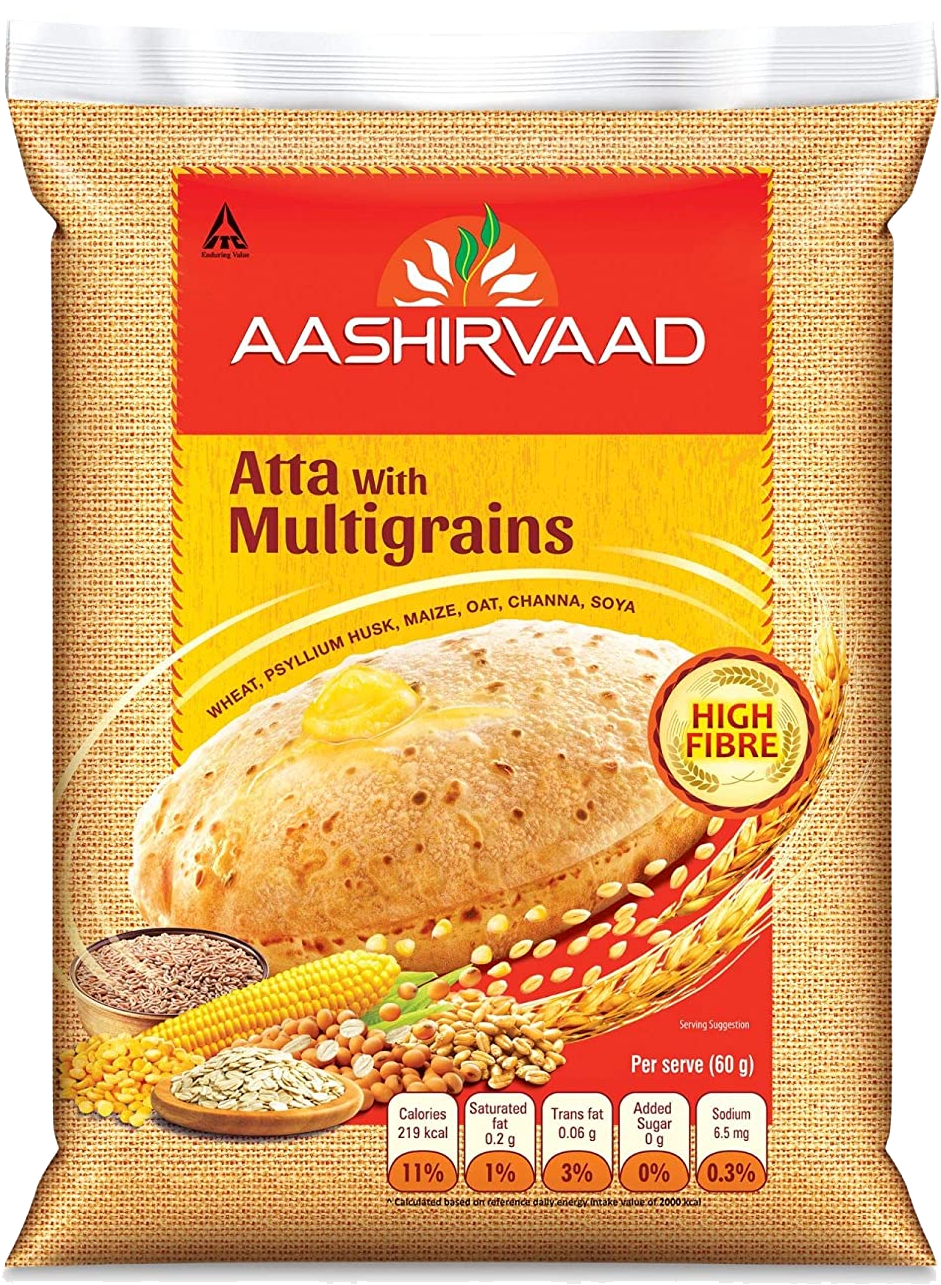 ITC
Enduring Value
AASHIRVAAD
Atta With
Multigrains
WHEAT, PSYLLIUM HUSK, MAIZE, OAT, CHANNA, SOYA
HIGH
FIBRE
Serving Suggestion
Per serve (60 g)
Calories
219 kcal
11%
Saturated
fat
0.2 g
1%
Trans fat
0.06 g
3%
Added
Sugar
0 g
0%
Sodium
6.5 mg
0.3%
^ Calculated based on reference daily energy intake value of 2000 kcal